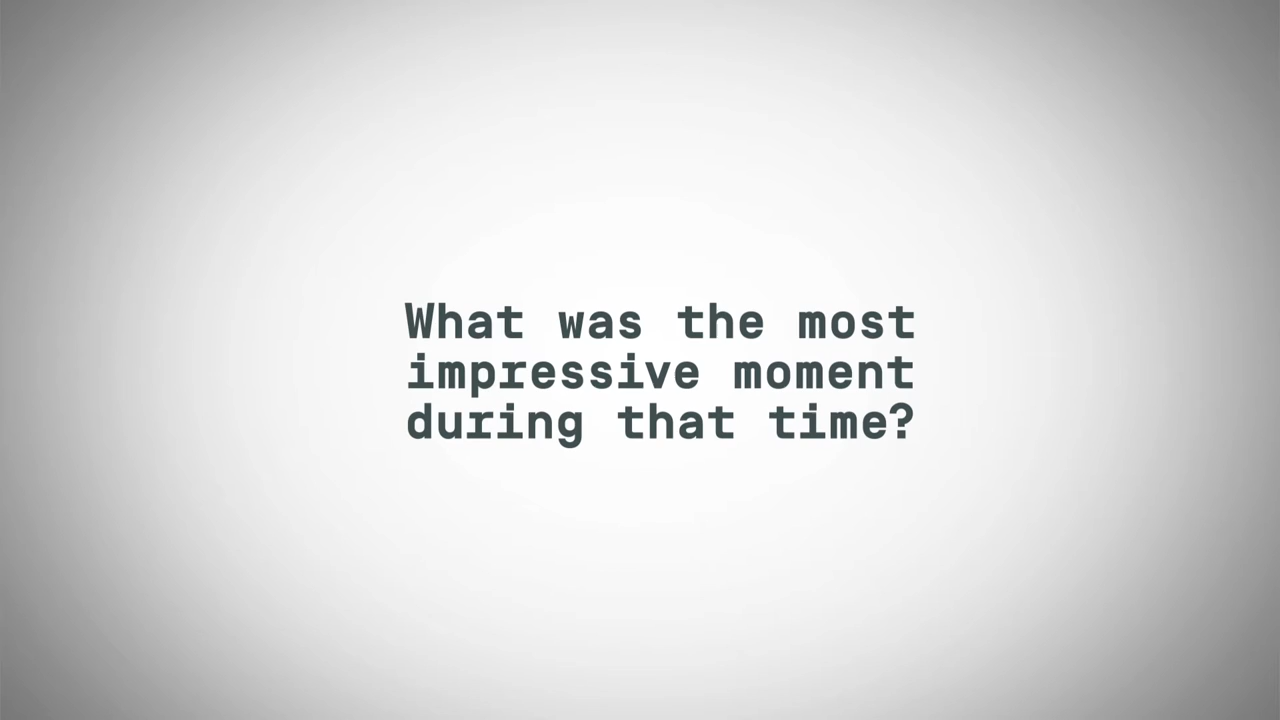 What was the most
impressive moment
during that time?